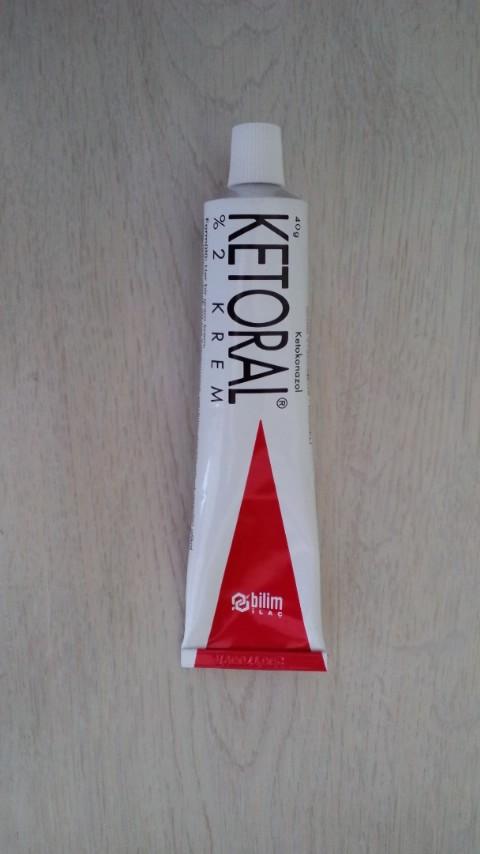 40g
Ketokonazol
KETORAL®
%2 KREM
bilim
İLAÇ